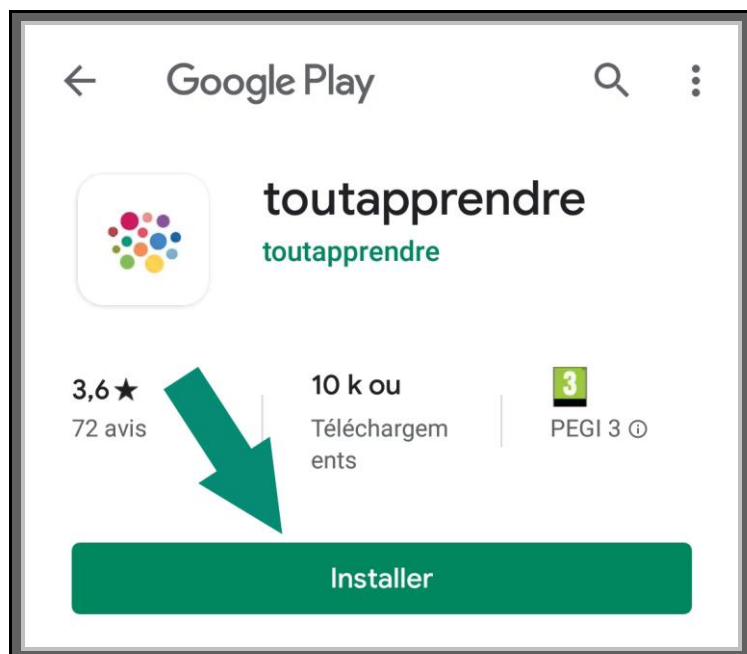 Google Play
toutapprendre
toutapprendre
3,6★
72 avis
10 k ou
Téléchargem
ents
3
PEGI 3
Installer